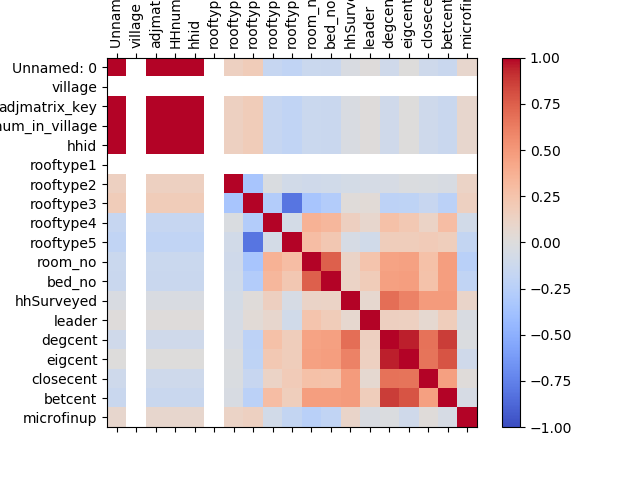 Unnam
village
adjmat
HHnum
hhid
rooftyp
rooftyp
rooftyp
rooftyp
rooftyp
room_n
bed_no
hhSurv
leader
degcen
eigcent
closece
betcent
microfin
Unnamed: 0
village
adjmatrix_key
num_in_village
hhid
rooftype1
rooftype2
rooftype3
rooftype4
rooftype5
room_no
bed_no
hhSurveyed
leader
degcent
eigcent
closecent
betcent
microfinup
1.00
0.75
0.50
0.25
0.00
−0.25
−0.50
−0.75
−1.00